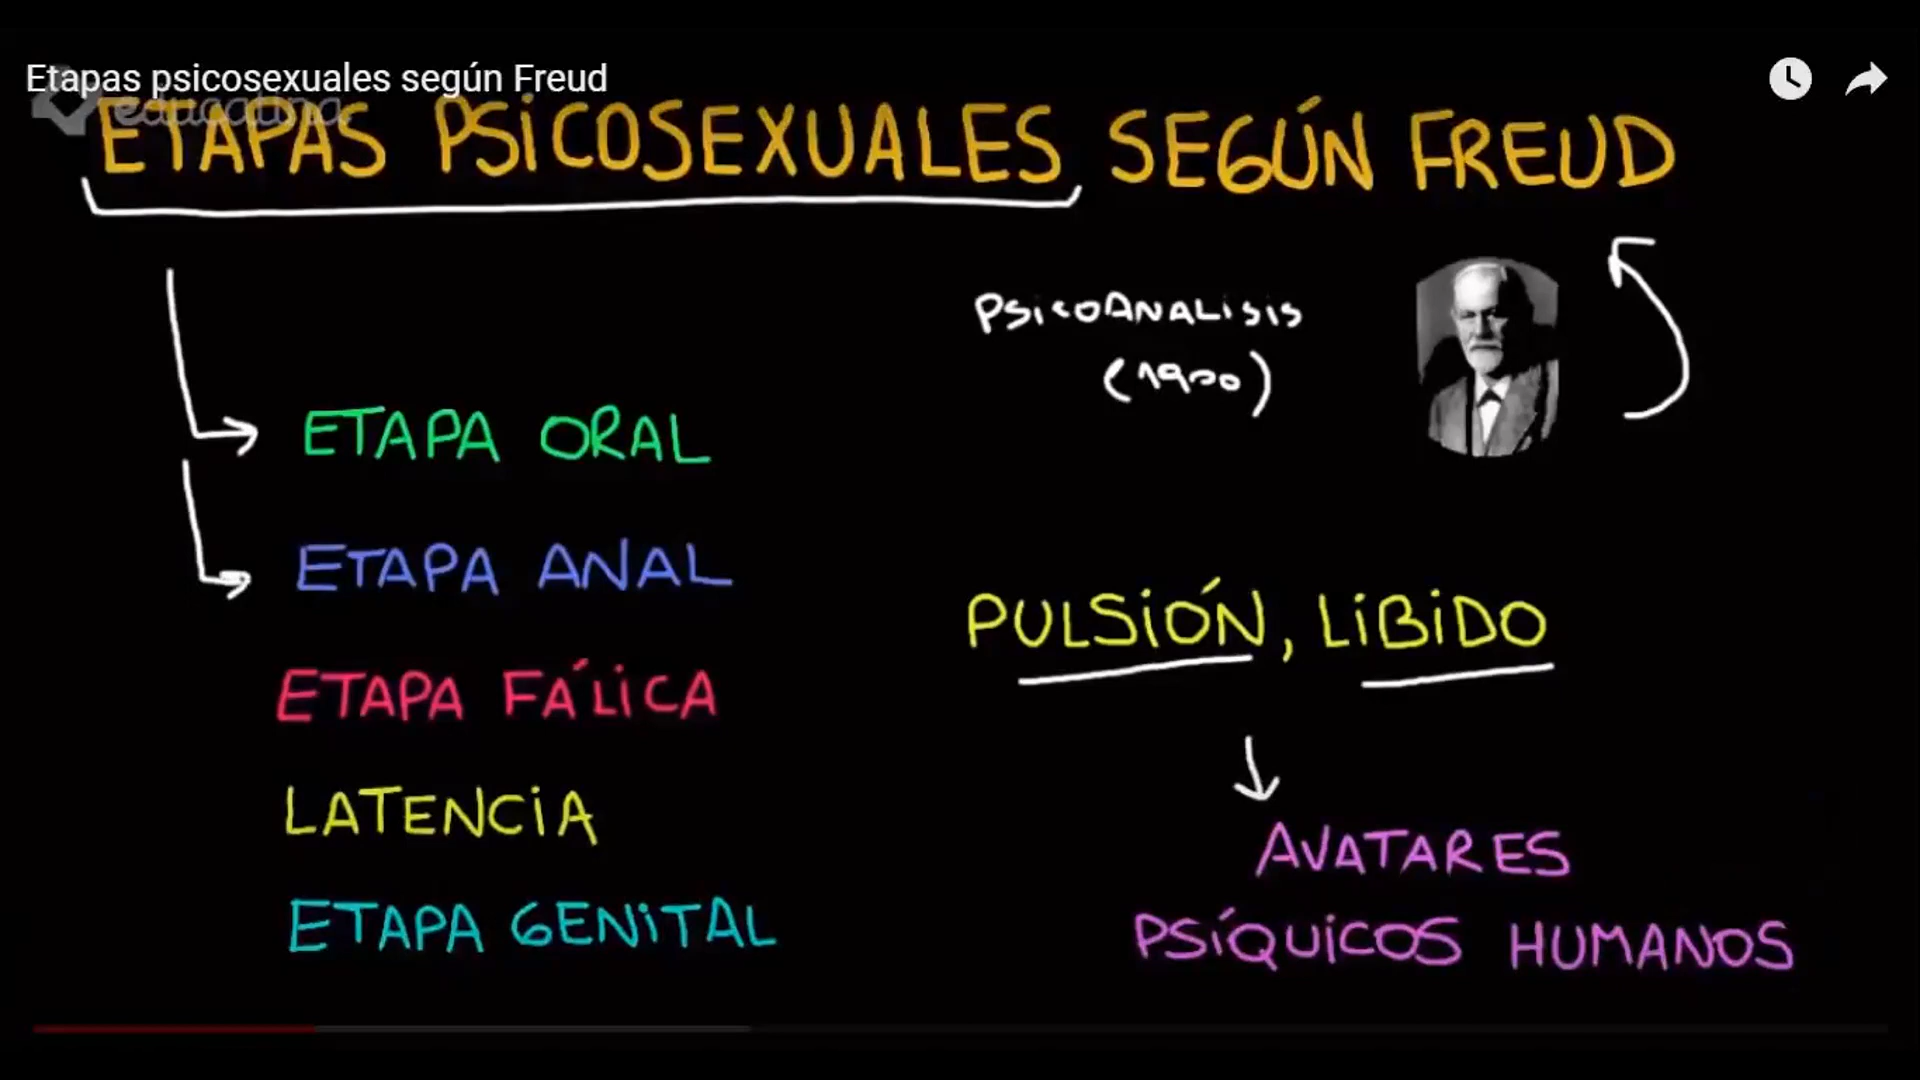 Etapas psicosexuales según Freud
educatina
ETAPAS PSICOSEXUALES SEGÚN FREUD
PSICOANALISIS
(1900)
ETAPA ORAL
ETAPA ANAL
PULSIÓN, LIBIDO
ETAPA FÁLICA
LATENCIA
AVATARES
ETAPA GENITAL
PSÍQUICOS HUMANOS